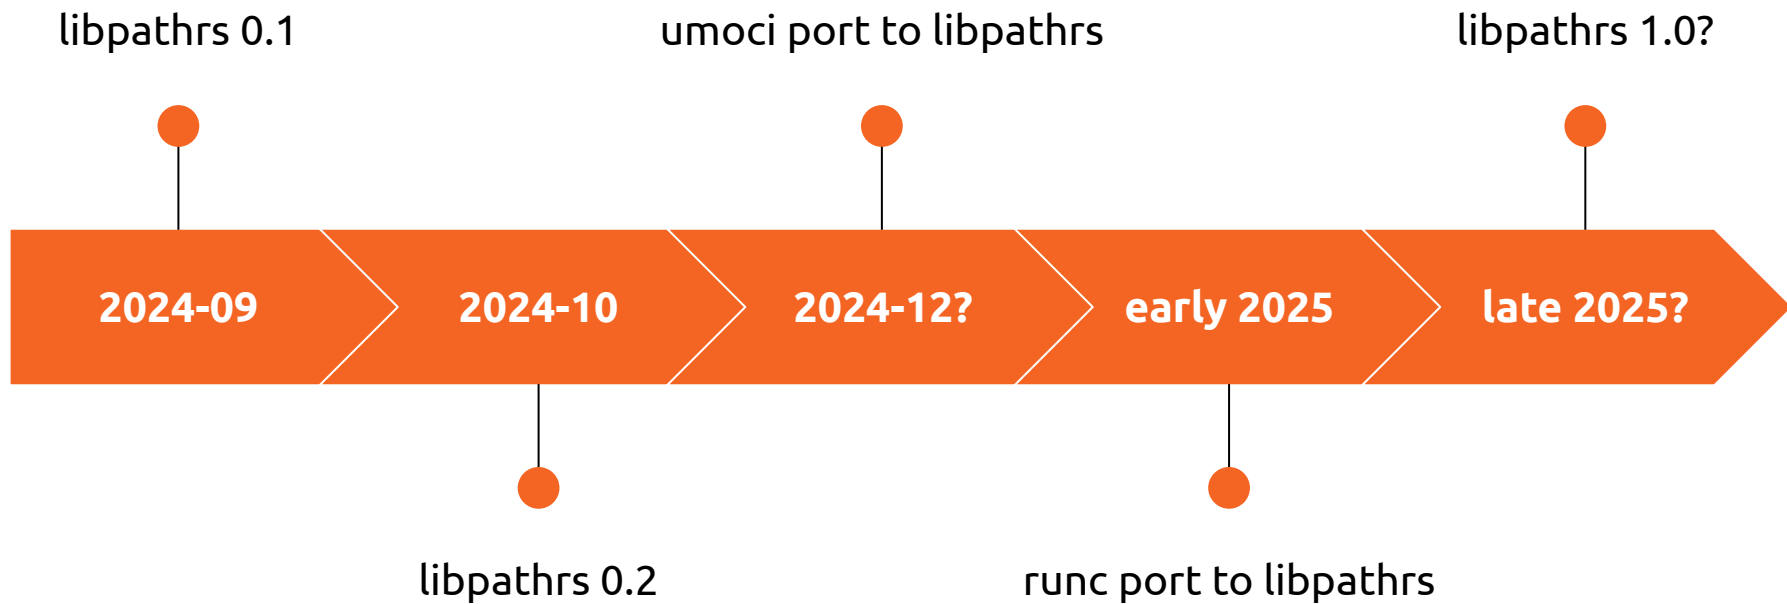 libpathrs 0.1
umoci port to libpathrs
libpathrs 1.0?
2024-09
2024-10
2024-12?
early 2025
late 2025?
libpathrs 0.2
runc port to libpathrs